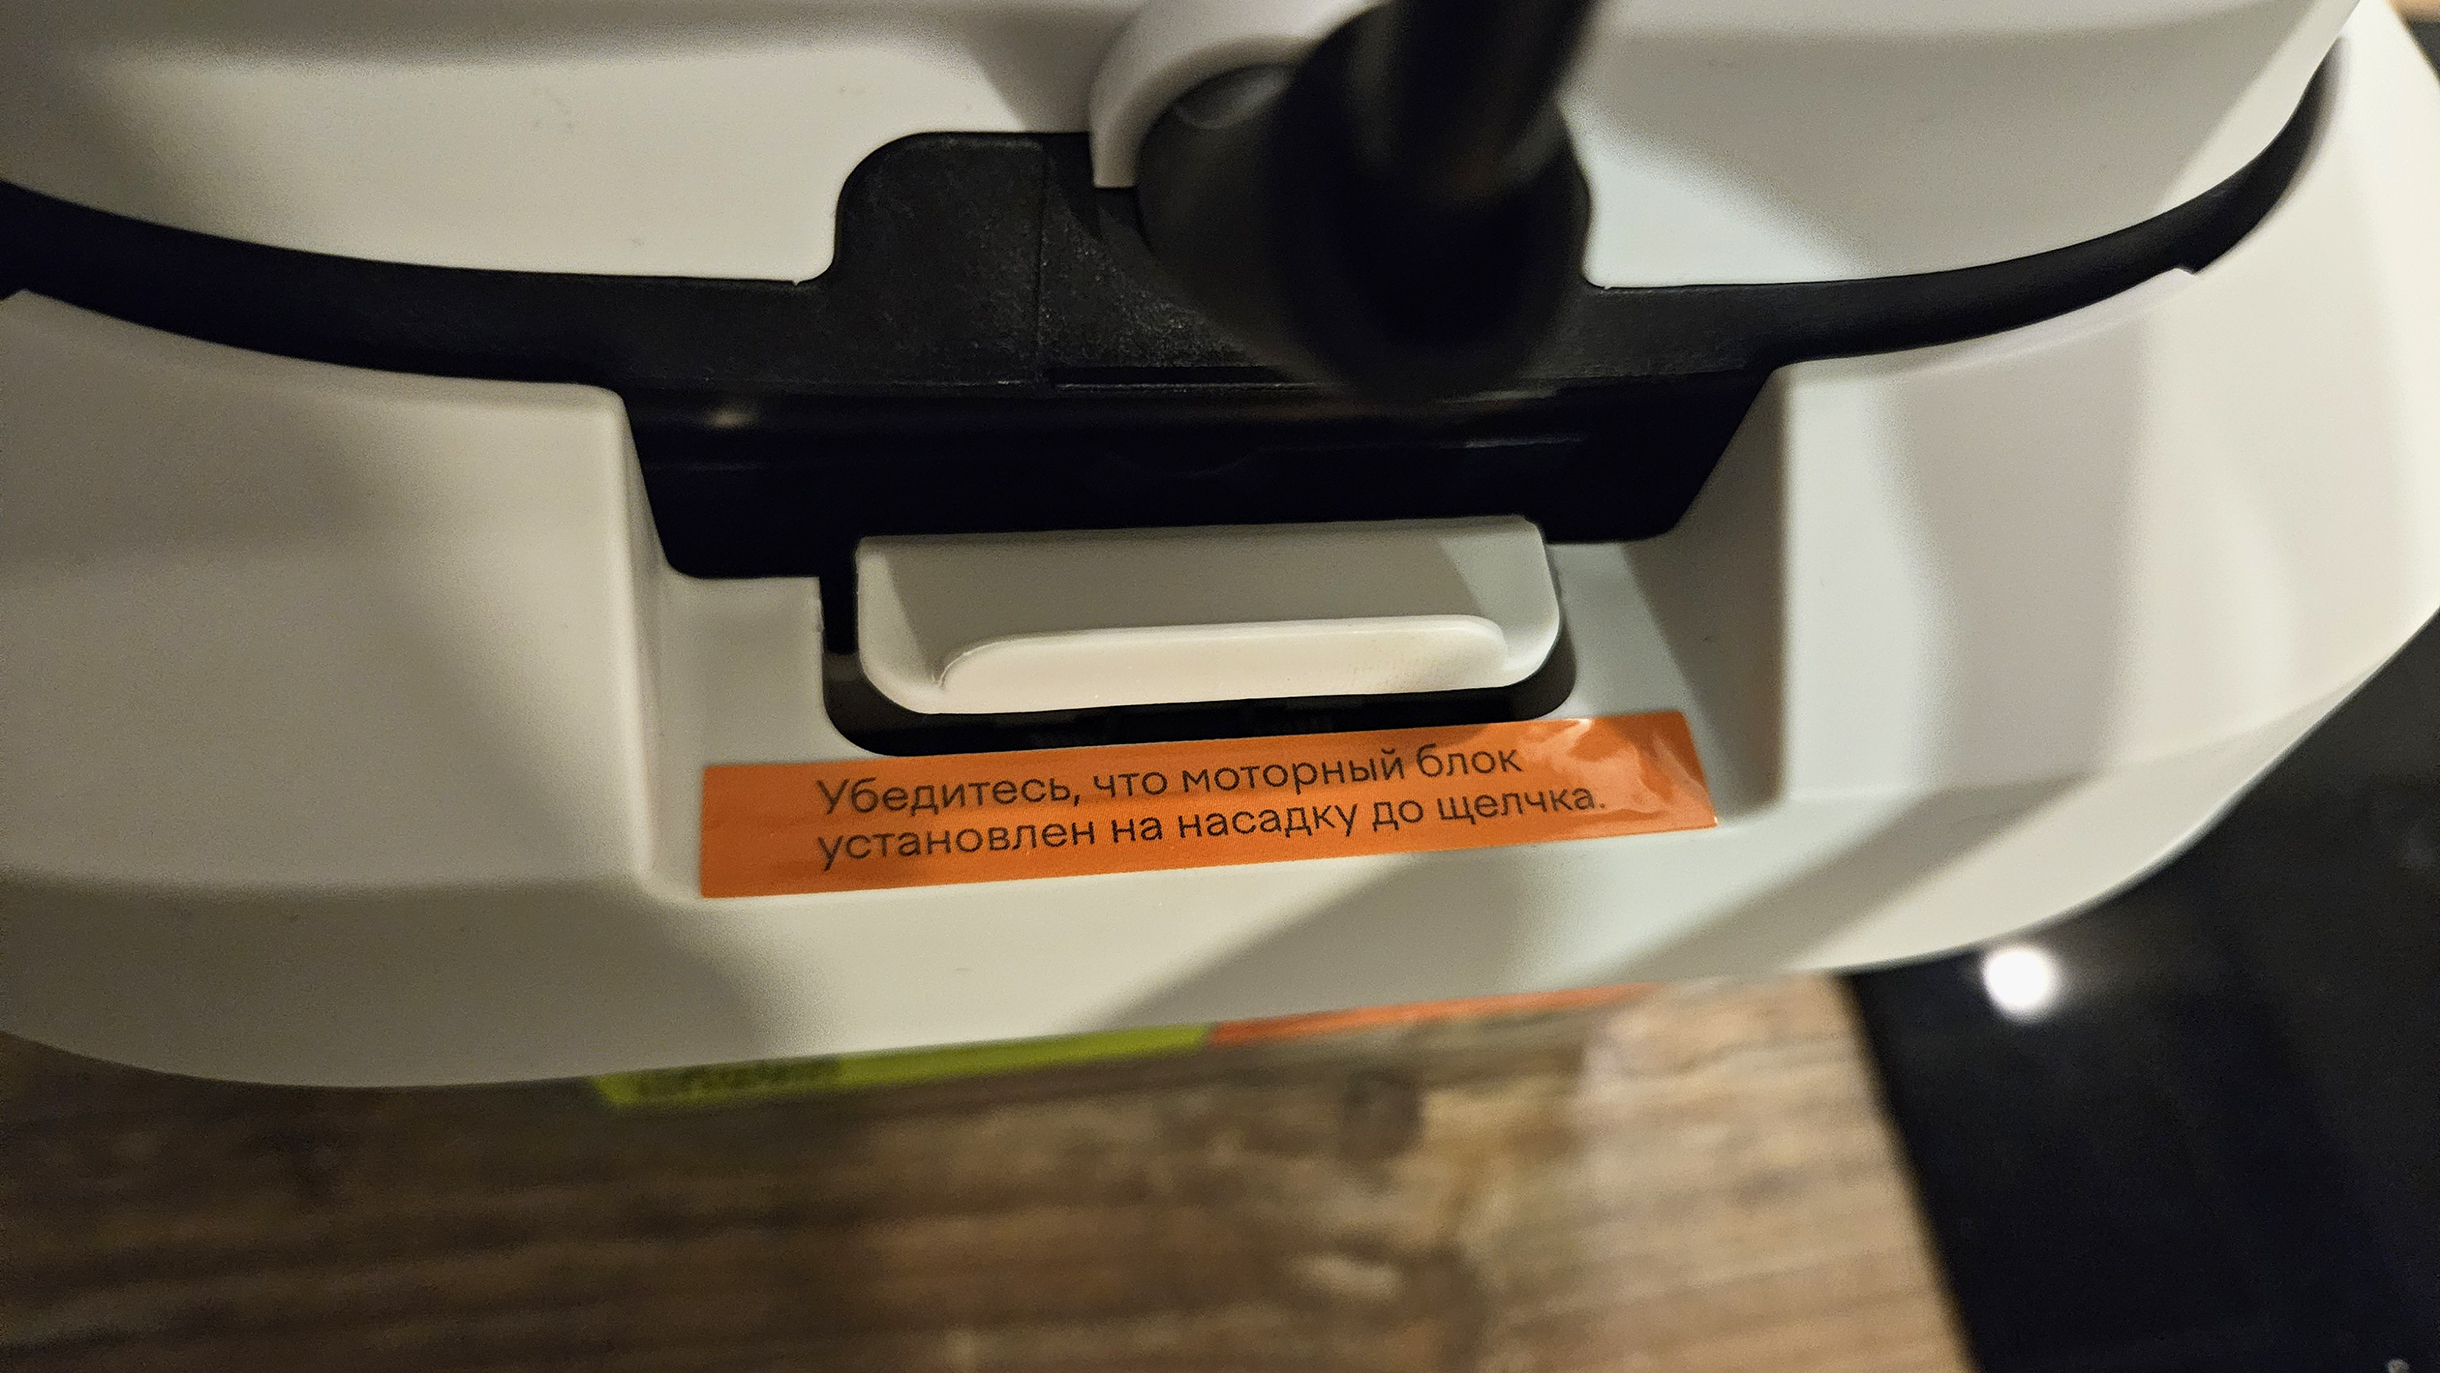 Убедитесь, что моторный блок
установлен на насадку до щелчка.